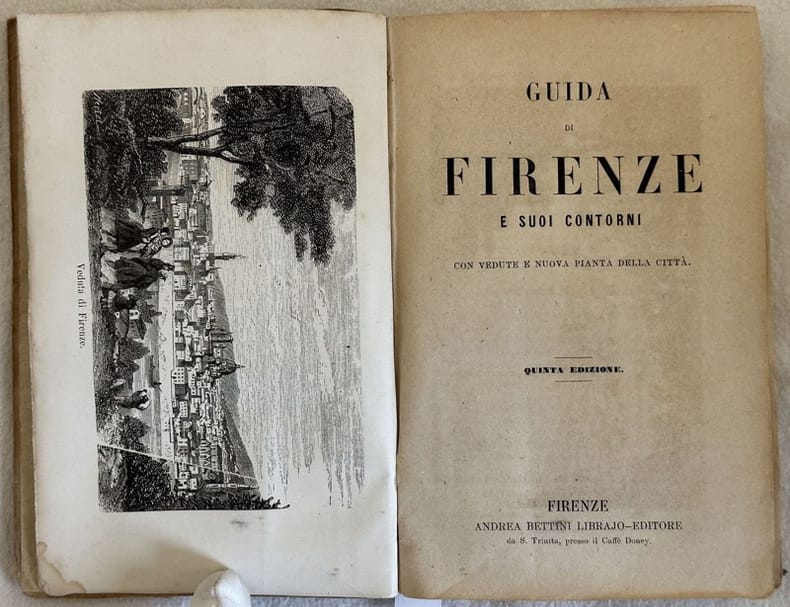 Veduta di Firenze.
GUIDA
DI
FIRENZE
E SUOI CONTORNI
CON VEDUTE E NUOVA PIANTA DELLA CITTÀ.
QUINTA EDIZIONE.
FIRENZE
ANDREA BETTINI LIBRAJO-EDITORE
da S. Trinita, presso il Caffè Doney.